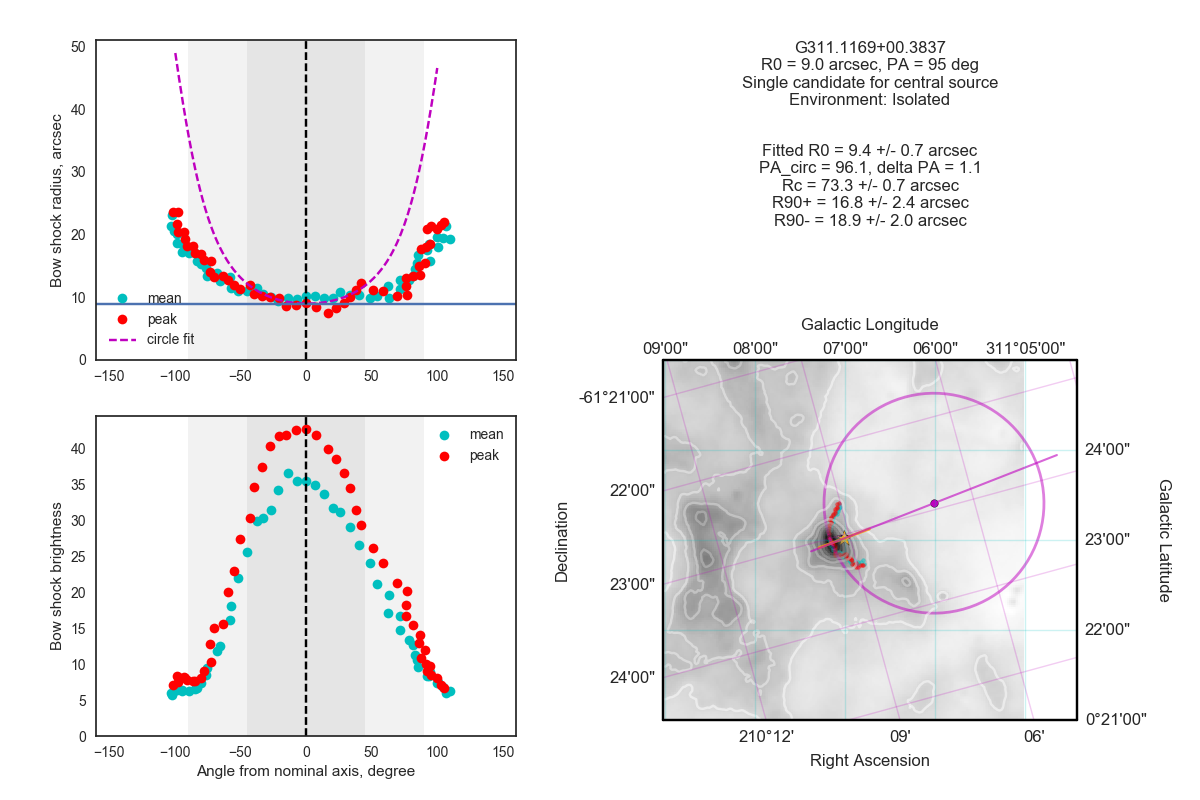 50
40
30
20
10
0
−150
−100
−50
0
50
100
150
Bow shock radius, arcsec
mean
peak
circle fit
G311.1169+00.3837
R0 = 9.0 arcsec, PA = 95 deg
Single candidate for central source
Environment: Isolated
Fitted R0 = 9.4 +/- 0.7 arcsec
PA_circ = 96.1, delta PA = 1.1
Rc = 73.3 +/- 0.7 arcsec
R90+ = 16.8 +/- 2.4 arcsec
R90- = 18.9 +/- 2.0 arcsec
40
35
30
25
20
15
10
5
0
−150
−100
−50
0
50
100
150
Bow shock brightness
Angle from nominal axis, degree
mean
peak
Galactic Longitude
09'00" 08'00" 07'00" 06'00" 311°05'00"
-61°21'00"
22'00"
23'00"
24'00"
Declination
24'00"
23'00"
22'00"
0°21'00"
Galactic Latitude
210°12' 09' 06'
Right Ascension